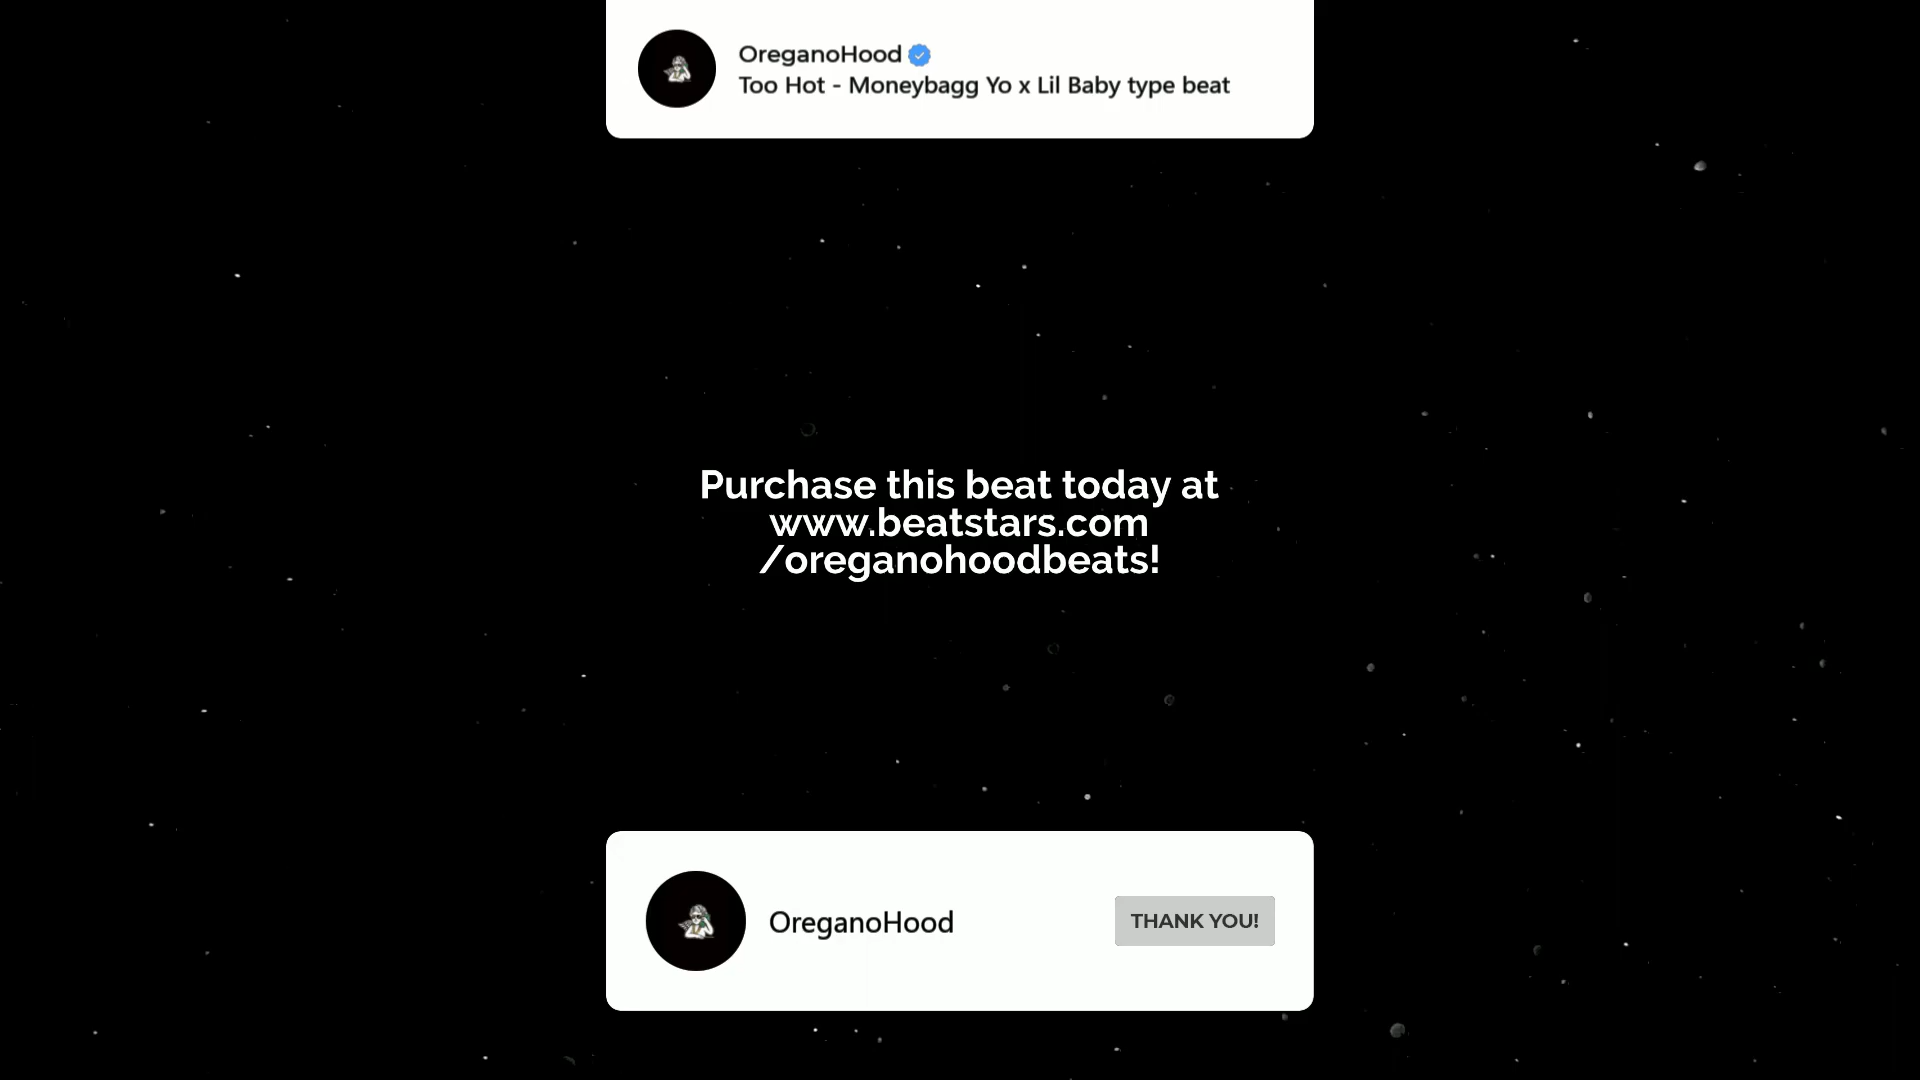 OreganoHood
Too Hot - Moneybagg Yo x Lil Baby type beat
Purchase this beat today at
www.beatstars.com
/oreganohoodbeats!
OreganoHood
THANK YOU!